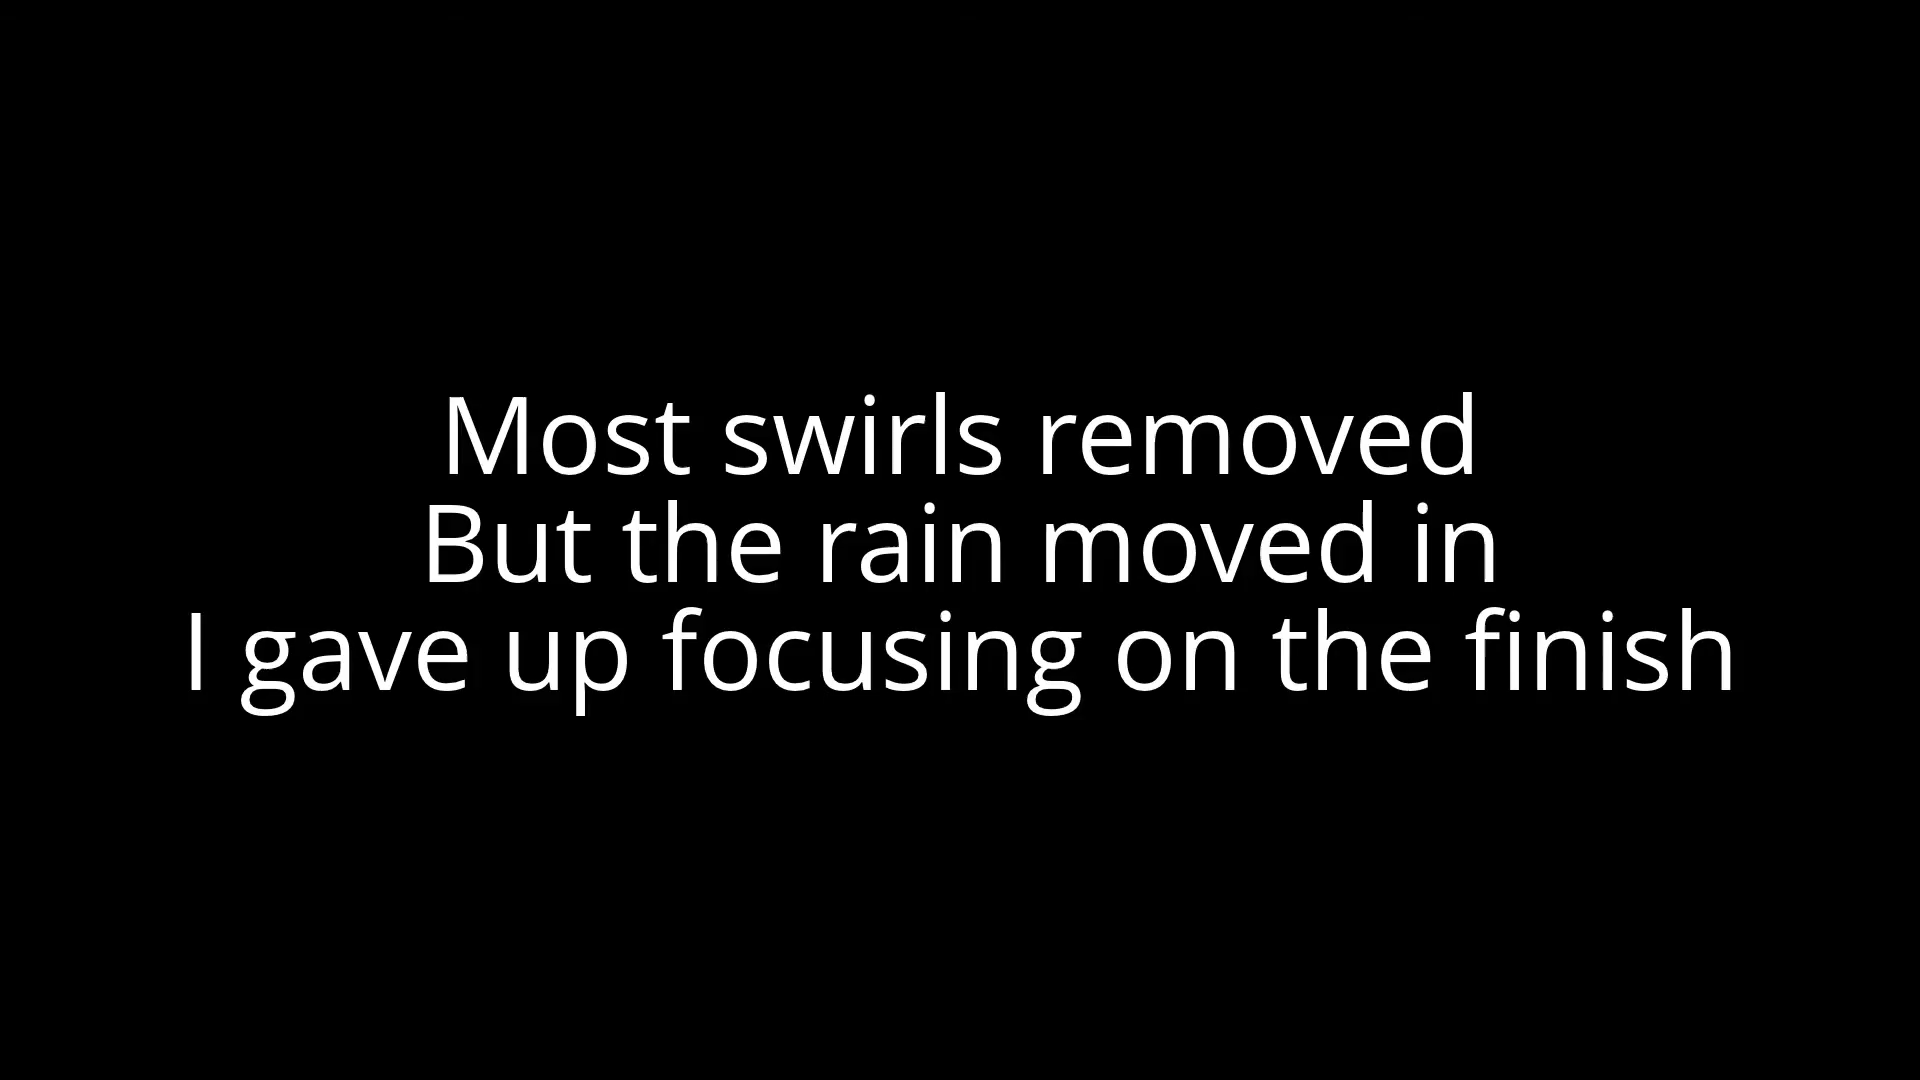 Most swirls removed
But the rain moved in
I gave up focusing on the finish